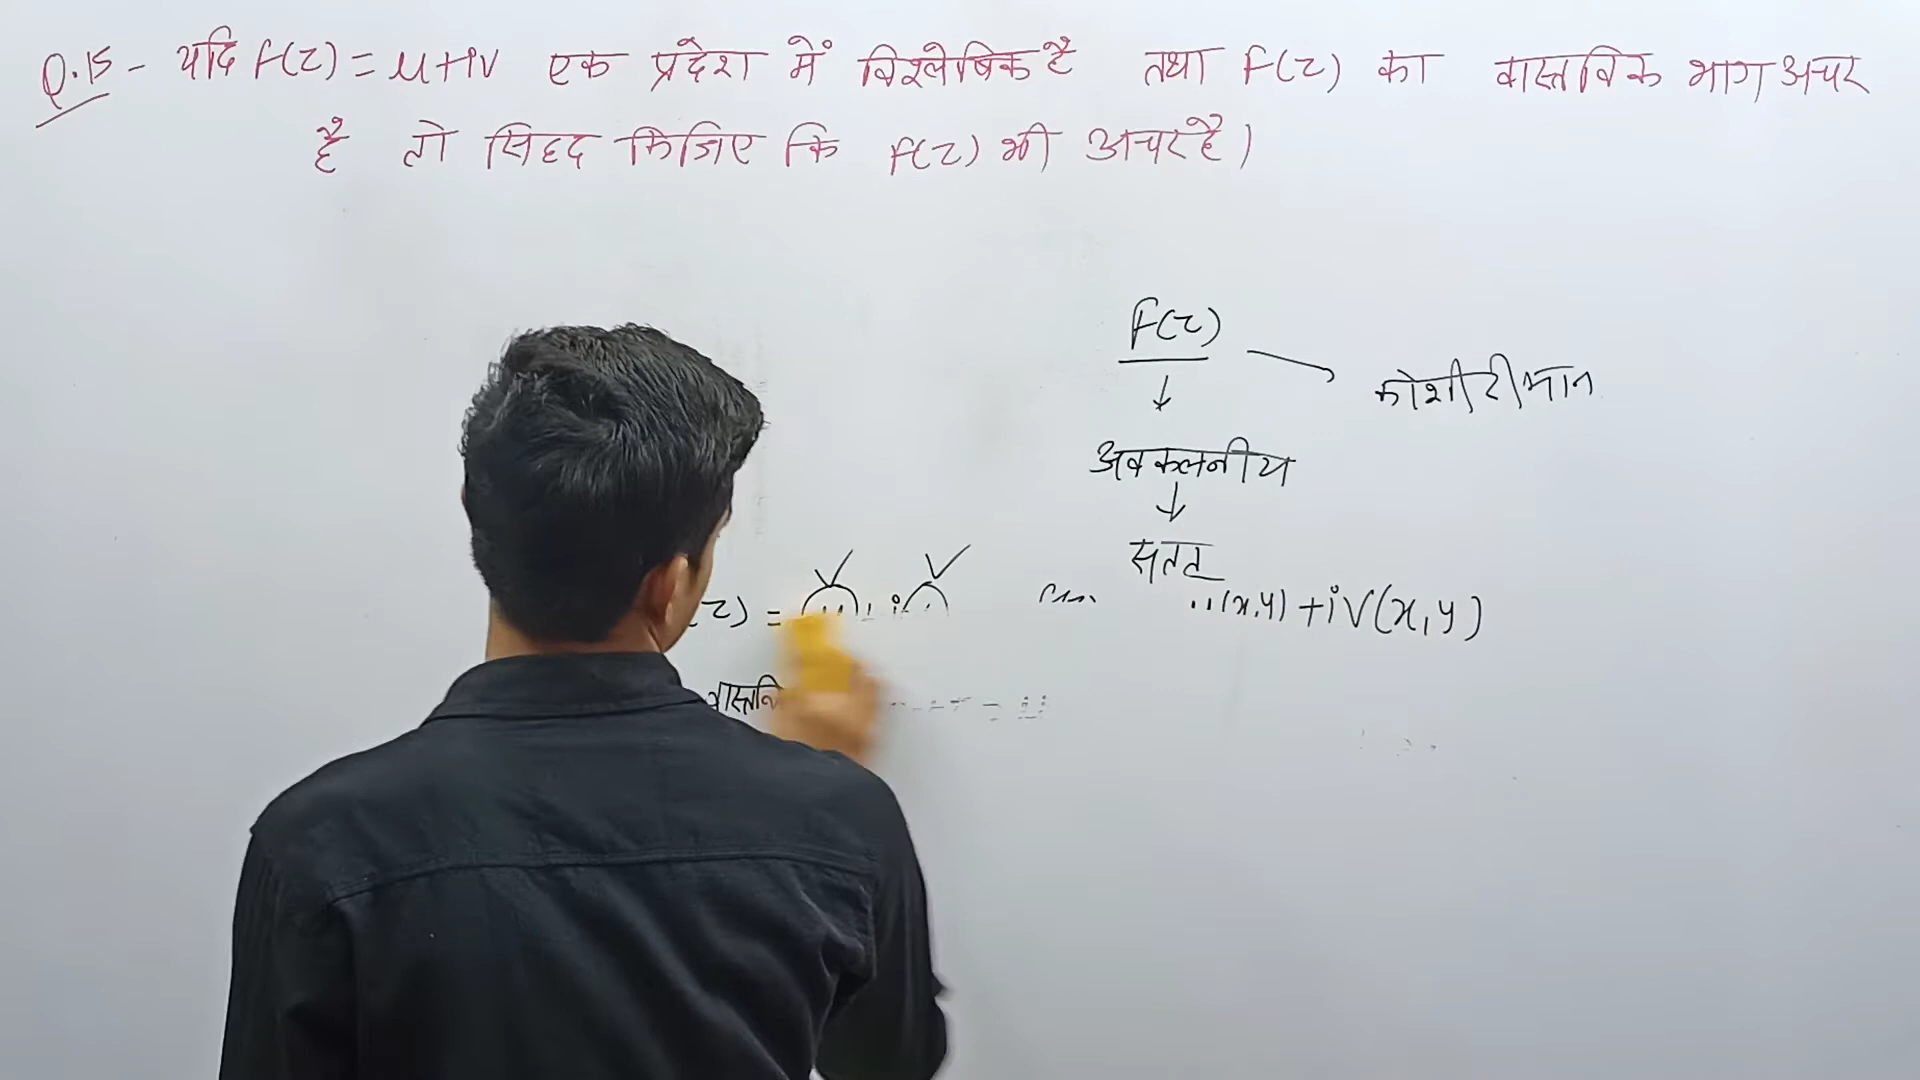 Q.15 - यदि f(z) = u+iv एक प्रदेश में विश्लेषिक है तथा f(z) का वास्तविक भाग अचर
है तो सिद्द किजिए कि f(z) भी अचर है।
f(z)
कोशी रीमान
अवकलनीय
सतत
(z) =
(x,y) + iV(x,y)